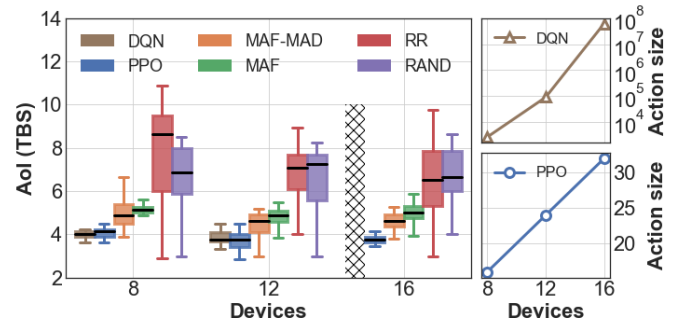 14
12
10
8
6
4
2
AoI (TBS)
DQN
PPO
MAF-MAD
MAF
RR
RAND
8
12
16
Devices
DQN
10^8
10^7
10^6
10^5
10^4
Action size
PPO
30
25
20
Action size
8
12
16
Devices